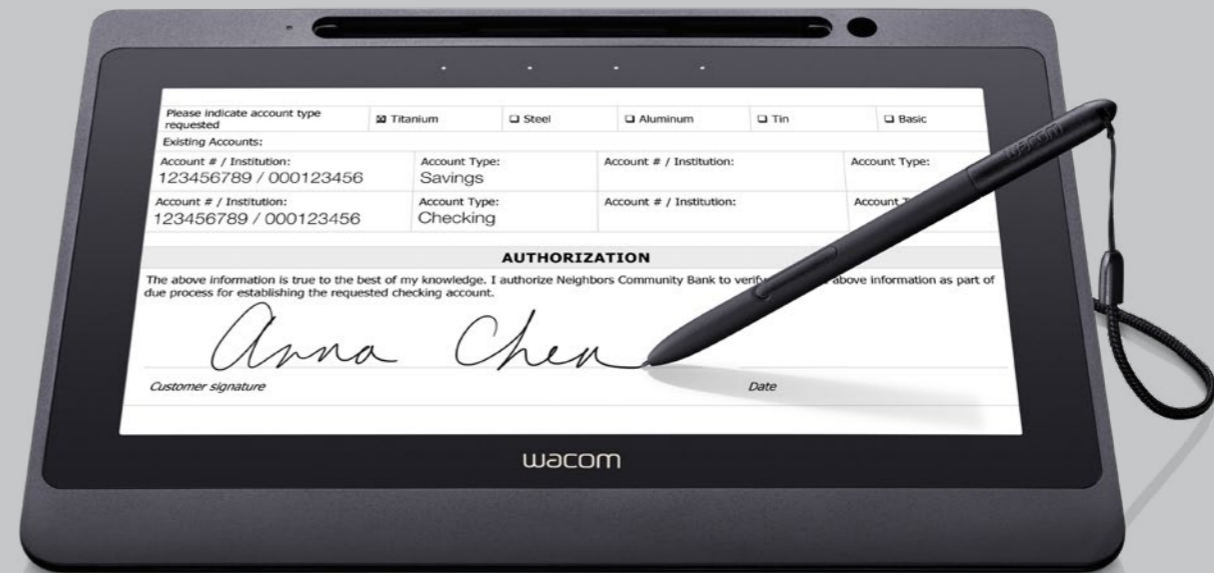 Please indicate account type
requested
☒ Titanium
☐ Steel
☐ Aluminum
☐ Tin
☐ Basic
Existing Accounts:
Account # / Institution:
Account Type:
Account # / Institution:
Account Type:
123456789 / 000123456
Savings
Account # / Institution:
Account Type:
Account # / Institution:
Account
123456789 / 000123456
Checking
AUTHORIZATION
The above information is true to the best of my knowledge. I authorize Neighbors Community Bank to above information as part of
due process for establishing the requested checking account.
Anna Chen
Customer signature
Date
wacom
wacom